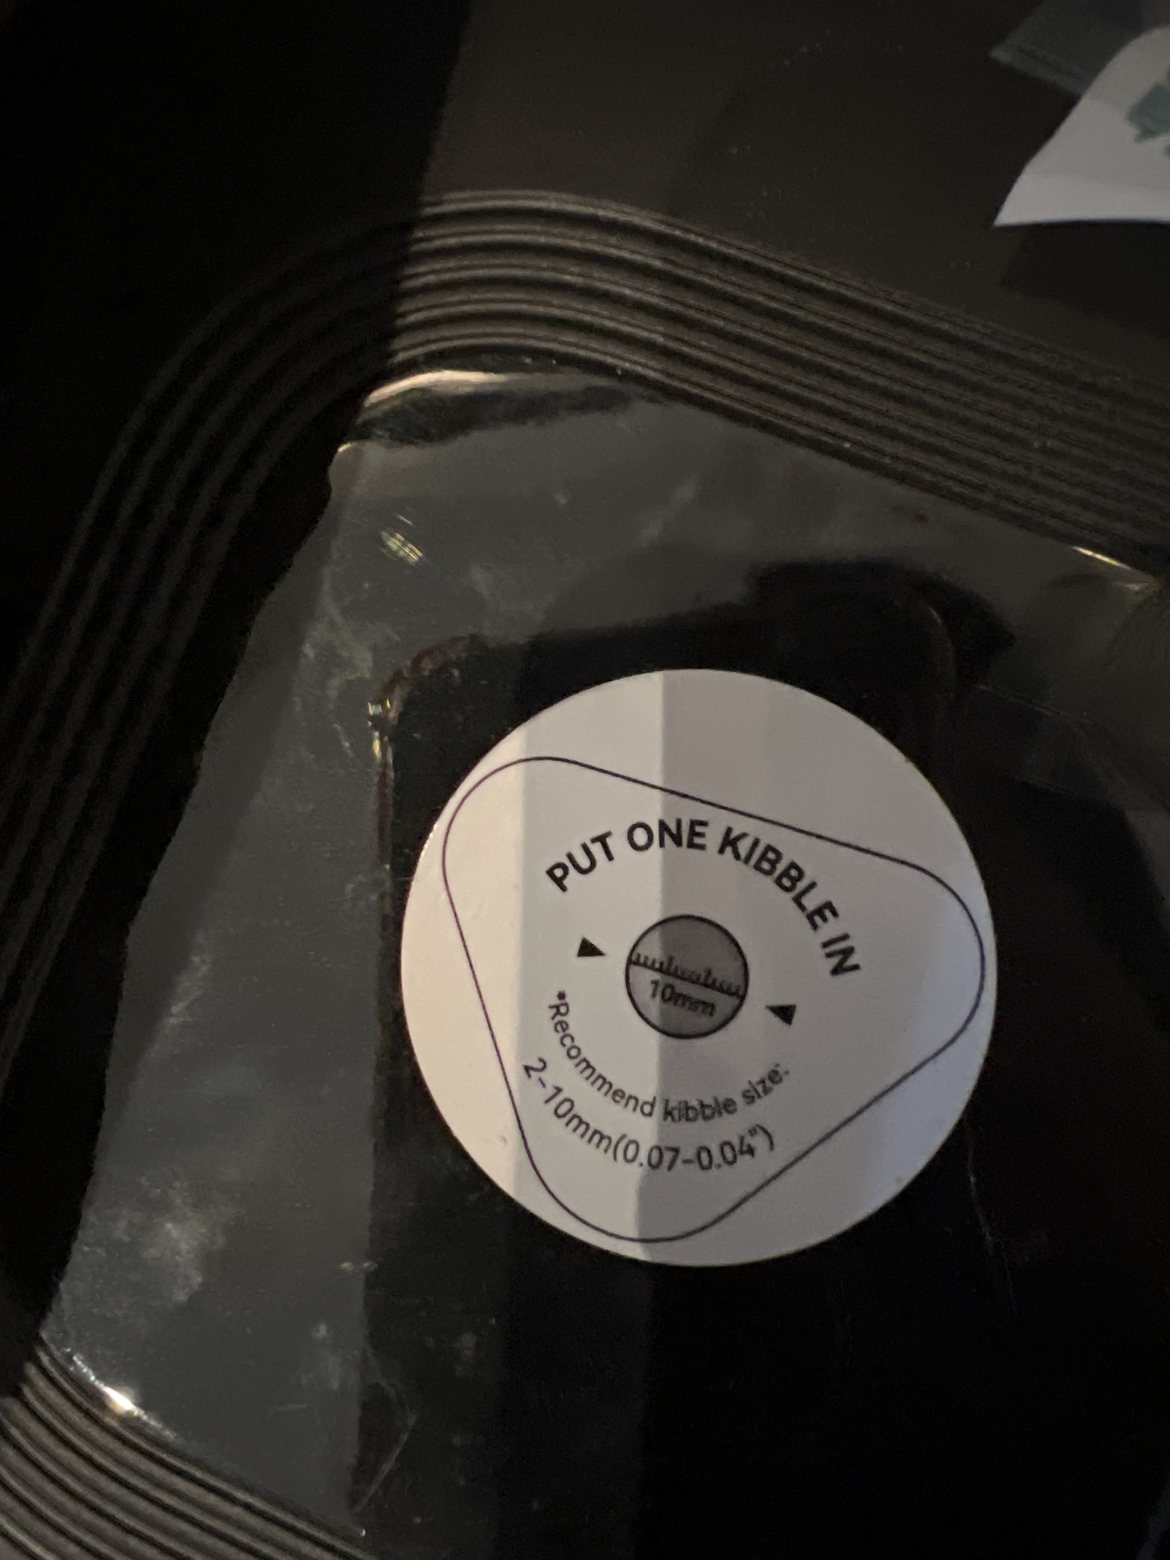 PUT ONE KIBBLE IN
10mm
*Recommend kibble size:
2-10mm(0.07-0.04")